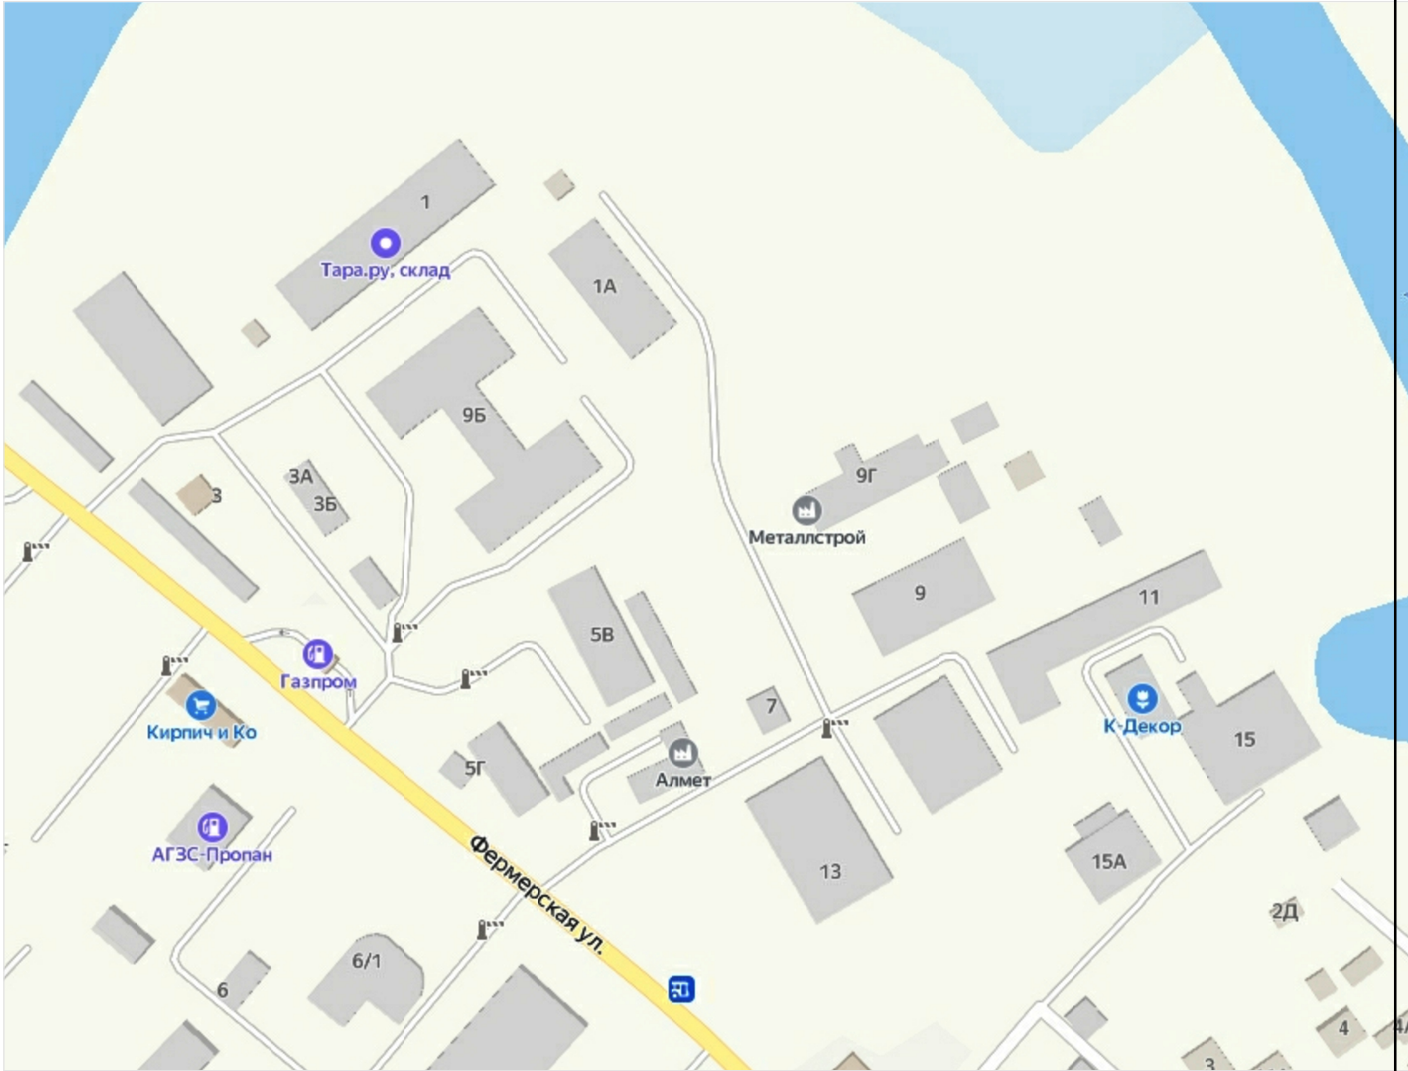 1
Тара.ру, склад
1А
9Б
3А
3
3Б
9Г
Металлстрой
9
11
5В
Газпром
7
Кирпич и Ко
К-Декор
15
5Г
Алмет
АГЗС-Пропан
15А
13
Фермерская ул.
2Д
6/1
6
4
3